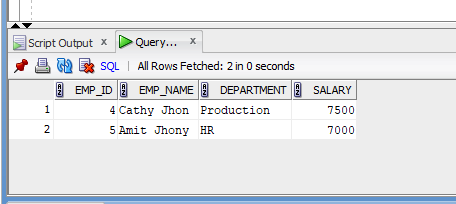 Script Output x Query... x
SQL | All Rows Fetched: 2 in 0 seconds
EMP_ID EMP_NAME DEPARTMENT SALARY
1 4 Cathy Jhon Production 7500
2 5 Amit Jhony HR 7000